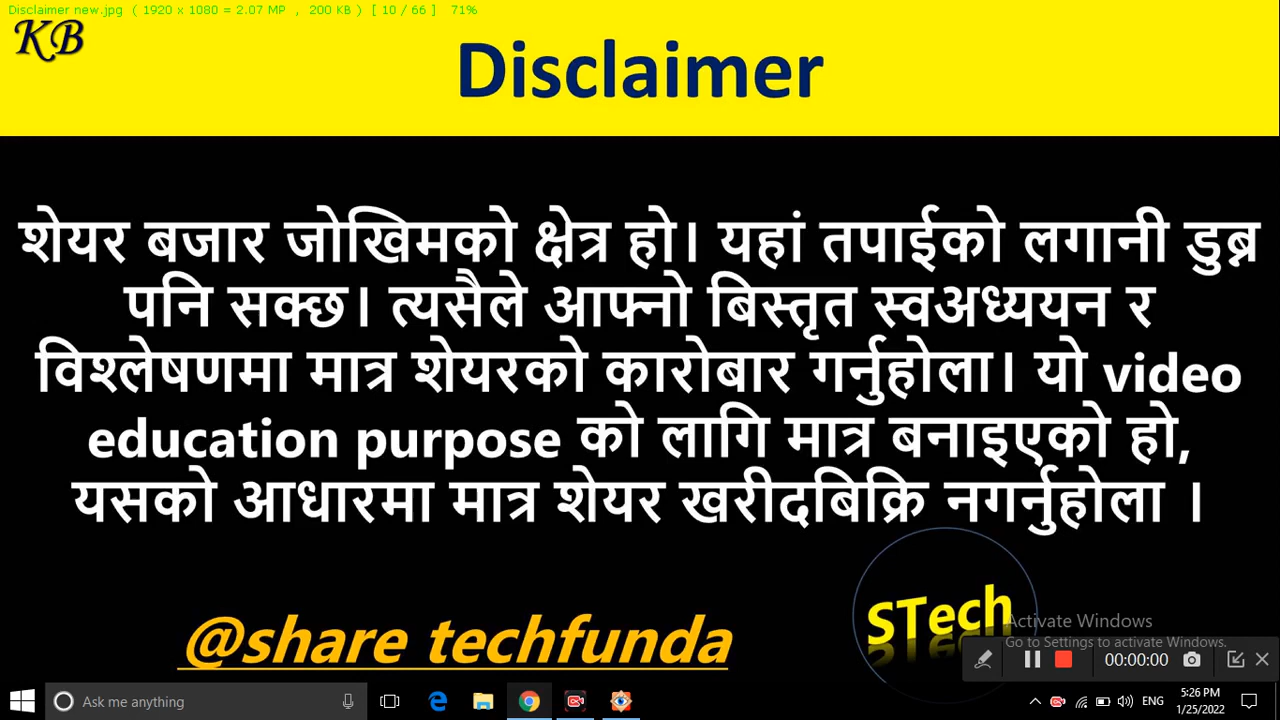 Disclaimer new.jpg ( 1920 x 1080 = 2.07 MP , 200 KB ) [ 10 / 66 ] 71%
KB
Disclaimer
शेयर बजार जोखिमको क्षेत्र हो। यहां तपाईको लगानी डुब्न
पनि सक्छ। त्यसैले आफ्नो बिस्तृत स्वअध्ययन र
विश्लेषणमा मात्र शेयरको कारोबार गर्नुहोला। यो video
education purpose को लागि मात्र बनाइएको हो,
यसको आधारमा मात्र शेयर खरीदबिक्रि नगर्नुहोला ।
@share techfunda
STech
Activate Windows
Go to Settings to activate Windows.
00:00:00
Ask me anything
ENG
5:26 PM
1/25/2022